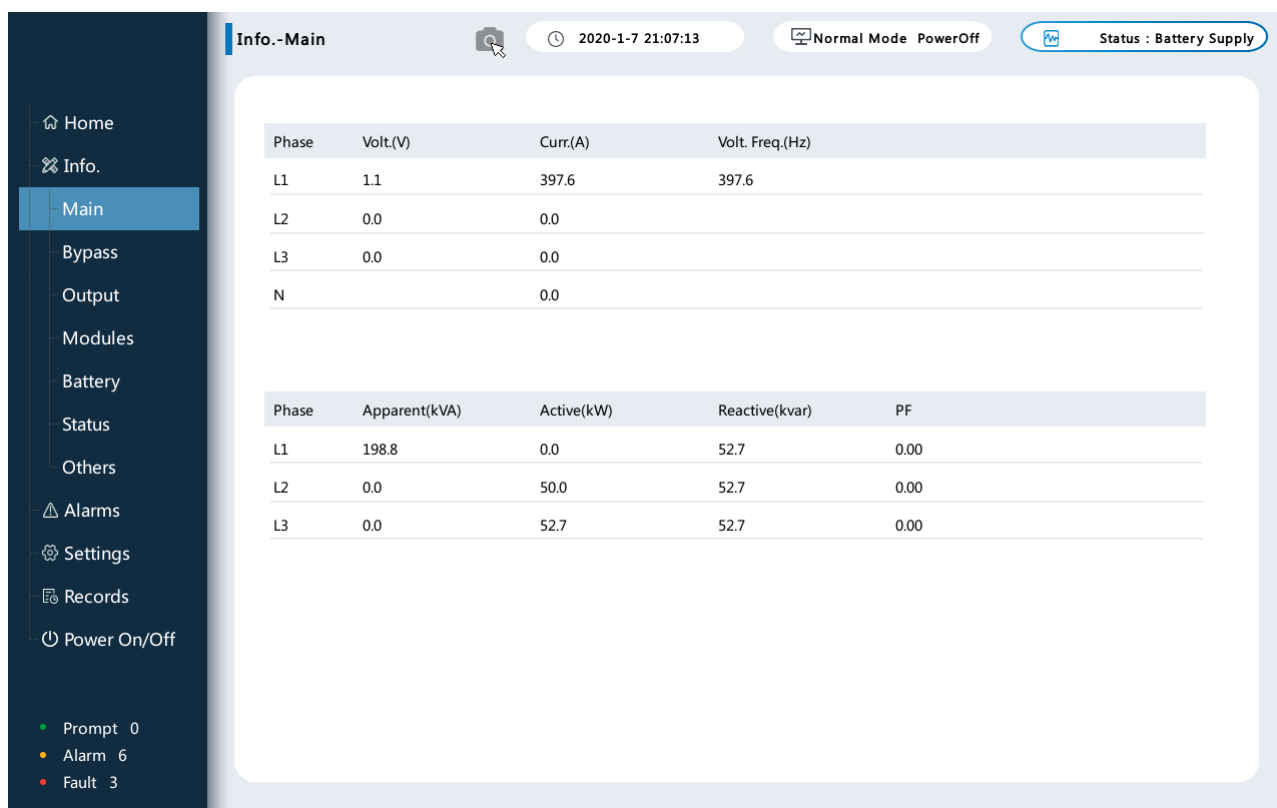 Info.-Main
2020-1-7 21:07:13
Normal Mode PowerOff
Status : Battery Supply
Home
Info.
Main
Bypass
Output
Modules
Battery
Status
Others
Alarms
Settings
Records
Power On/Off
Prompt 0
Alarm 6
Fault 3
Phase Volt.(V) Curr.(A) Volt. Freq.(Hz)
L1 1.1 397.6 397.6
L2 0.0 0.0
L3 0.0 0.0
N 0.0
Phase Apparent(kVA) Active(kW) Reactive(kvar) PF
L1 198.8 0.0 52.7 0.00
L2 0.0 50.0 52.7 0.00
L3 0.0 52.7 52.7 0.00